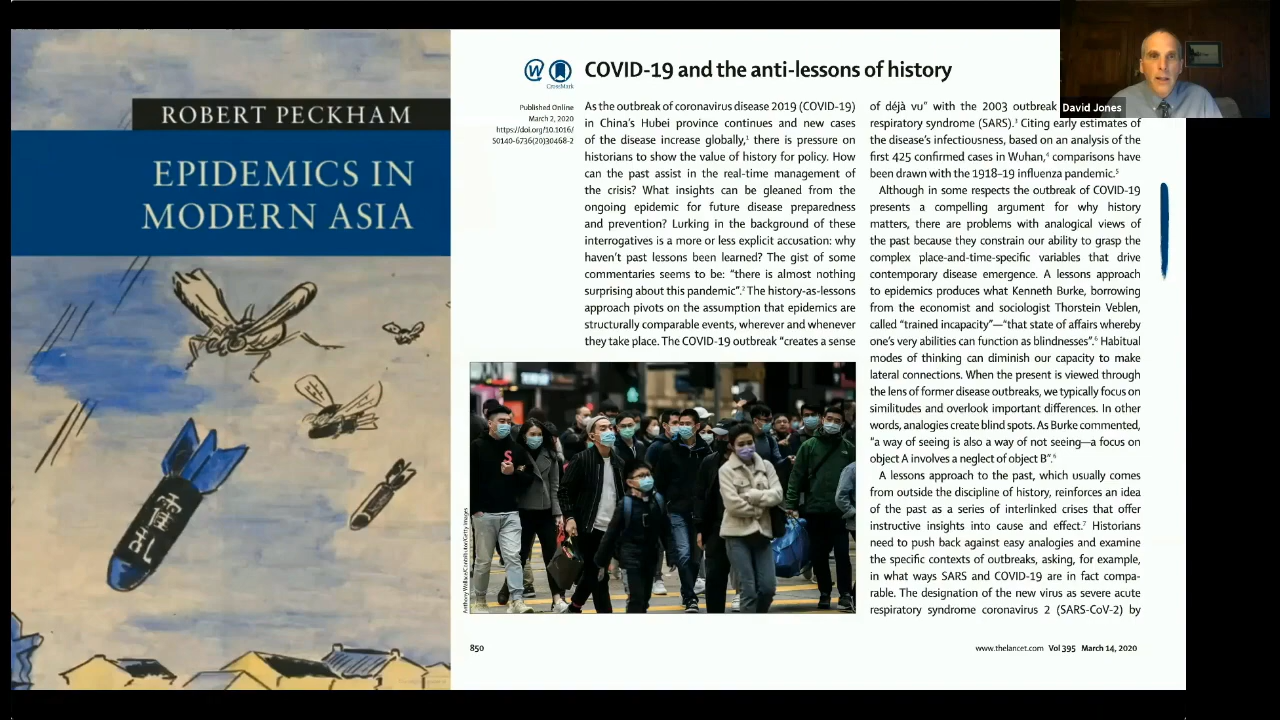 ROBERT PECKHAM
EPIDEMICS IN
MODERN ASIA
霍乱
W
CrossMark
Published Online
March 2, 2020
https://doi.org/10.1016/
S0140-6736(20)30468-2
COVID-19 and the anti-lessons of history
As the outbreak of coronavirus disease 2019 (COVID-19)
in China's Hubei province continues and new cases
of the disease increase globally,¹ there is pressure on
historians to show the value of history for policy. How
can the past assist in the real-time management of
the crisis? What insights can be gleaned from the
ongoing epidemic for future disease preparedness
and prevention? Lurking in the background of these
interrogatives is a more or less explicit accusation: why
haven't past lessons been learned? The gist of some
commentaries seems to be: “there is almost nothing
surprising about this pandemic”.² The history-as-lessons
approach pivots on the assumption that epidemics are
structurally comparable events, wherever and whenever
they take place. The COVID-19 outbreak “creates a sense
Anthony Wallace/Contributor/Getty Images
of déjà vu” with the 2003 outbreak
respiratory syndrome (SARS).³ Citing early estimates of
the disease's infectiousness, based on an analysis of the
first 425 confirmed cases in Wuhan,⁴ comparisons have
been drawn with the 1918–19 influenza pandemic.⁵
Although in some respects the outbreak of COVID-19
presents a compelling argument for why history
matters, there are problems with analogical views of
the past because they constrain our ability to grasp the
complex place-and-time-specific variables that drive
contemporary disease emergence. A lessons approach
to epidemics produces what Kenneth Burke, borrowing
from the economist and sociologist Thorstein Veblen,
called “trained incapacity”—“that state of affairs whereby
one's very abilities can function as blindnesses”.⁶ Habitual
modes of thinking can diminish our capacity to make
lateral connections. When the present is viewed through
the lens of former disease outbreaks, we typically focus on
similitudes and overlook important differences. In other
words, analogies create blind spots. As Burke commented,
“a way of seeing is also a way of not seeing—a focus on
object A involves a neglect of object B”.⁶
A lessons approach to the past, which usually comes
from outside the discipline of history, reinforces an idea
of the past as a series of interlinked crises that offer
instructive insights into cause and effect.⁷ Historians
need to push back against easy analogies and examine
the specific contexts of outbreaks, asking, for example,
in what ways SARS and COVID-19 are in fact compa-
rable. The designation of the new virus as severe acute
respiratory syndrome coronavirus 2 (SARS-CoV-2) by
850
www.thelancet.com Vol 395 March 14, 2020
David Jones